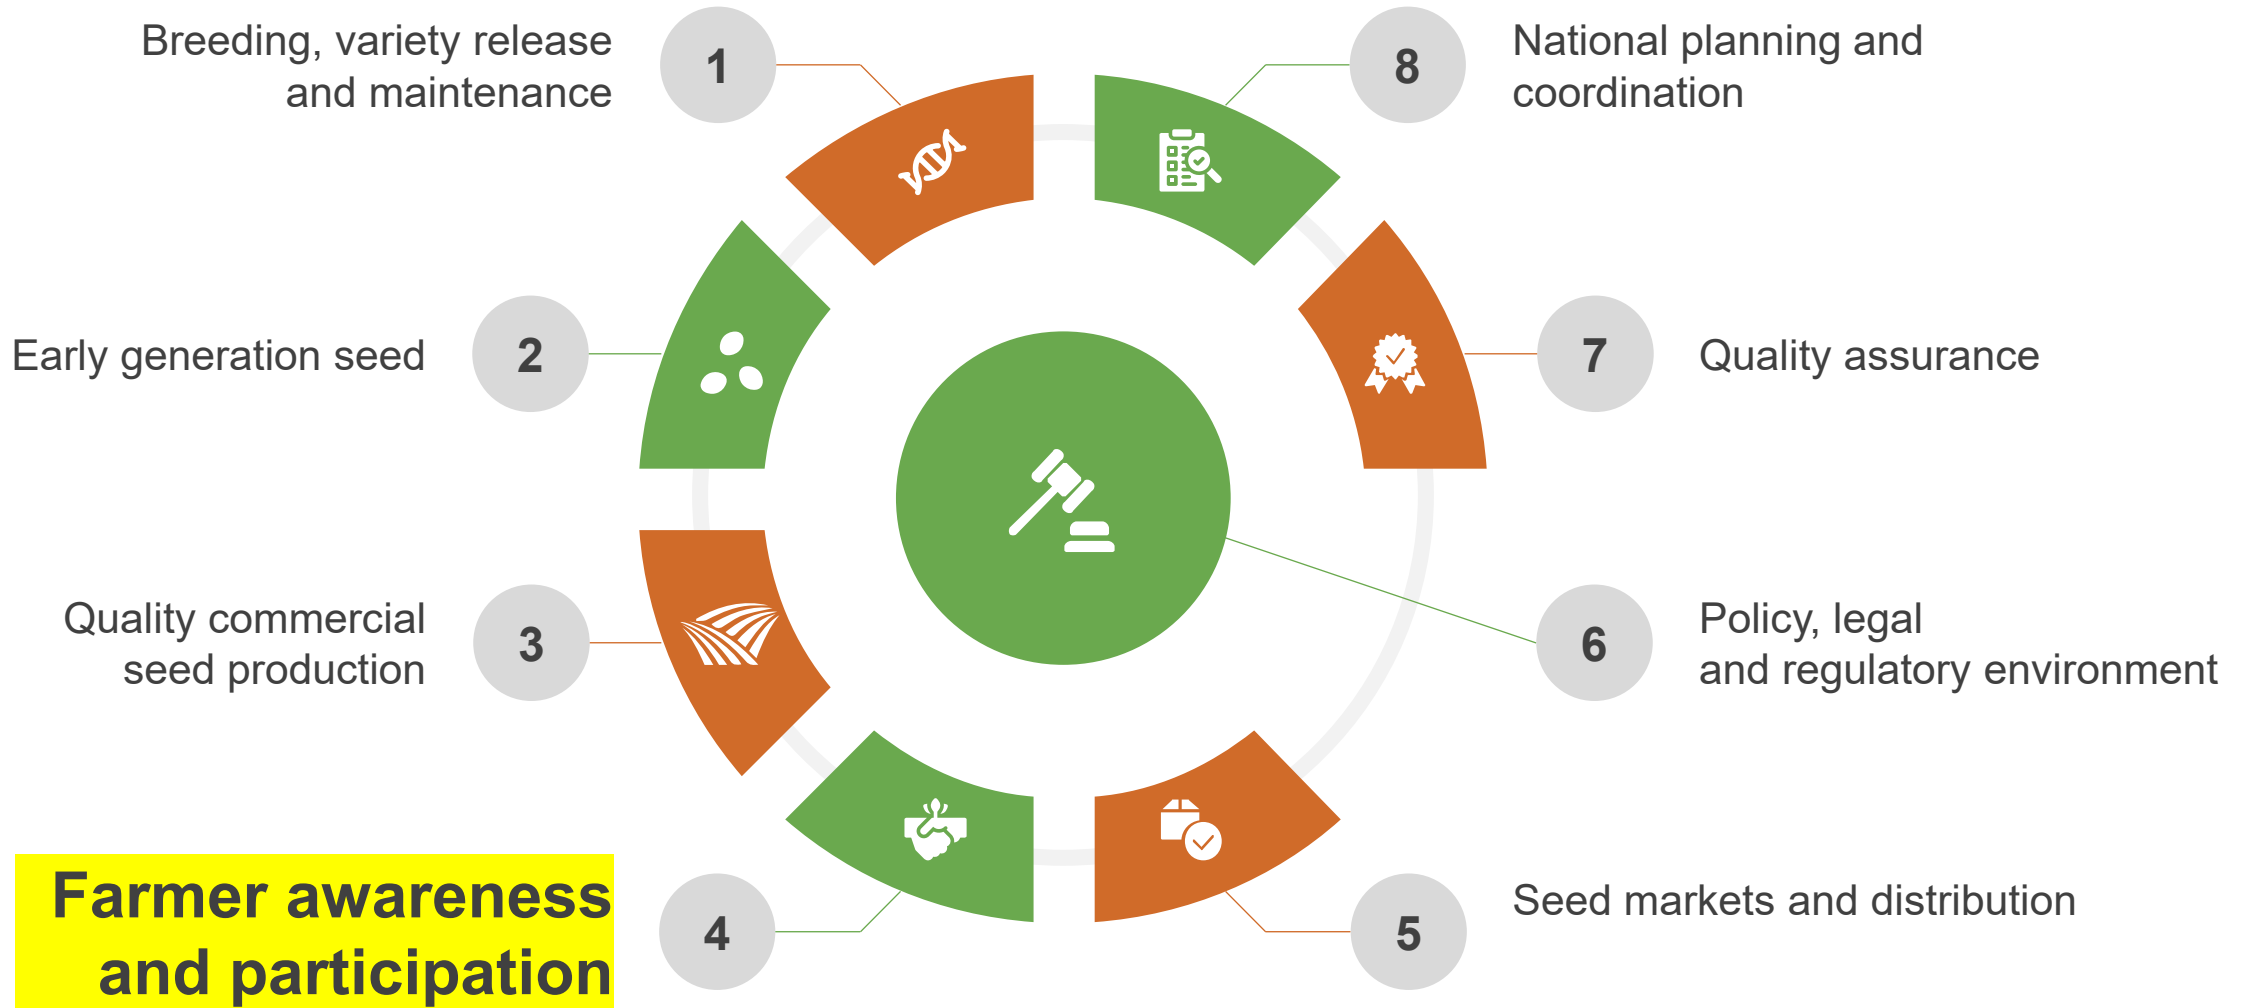 Breeding, variety release
and maintenance
1
Early generation seed
2
Quality commercial
seed production
3
Farmer awareness
and participation
4
Seed markets and distribution
5
Policy, legal
and regulatory environment
6
Quality assurance
7
National planning and
coordination
8